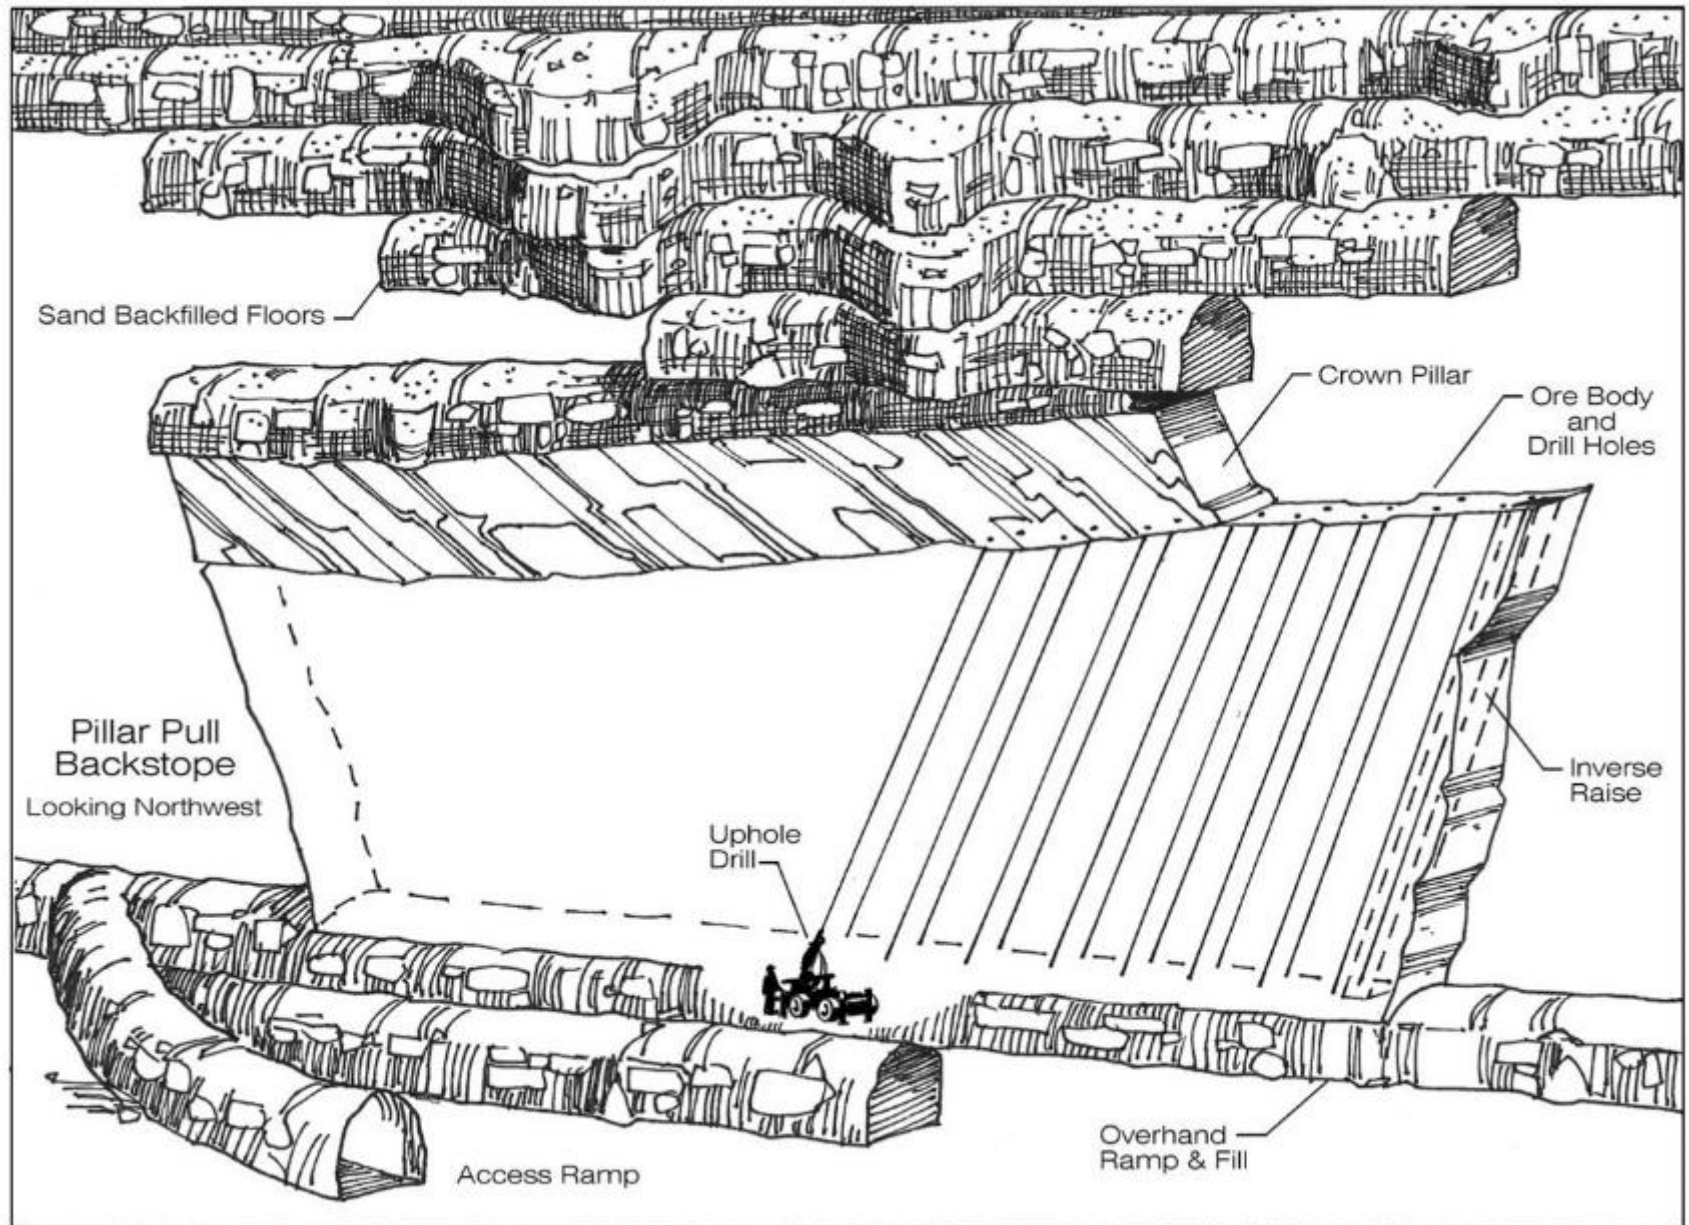 Sand Backfilled Floors
Crown Pillar
Ore Body
and
Drill Holes
Pillar Pull
Backstope
Looking Northwest
Uphole
Drill
Inverse
Raise
Overhand
Ramp & Fill
Access Ramp